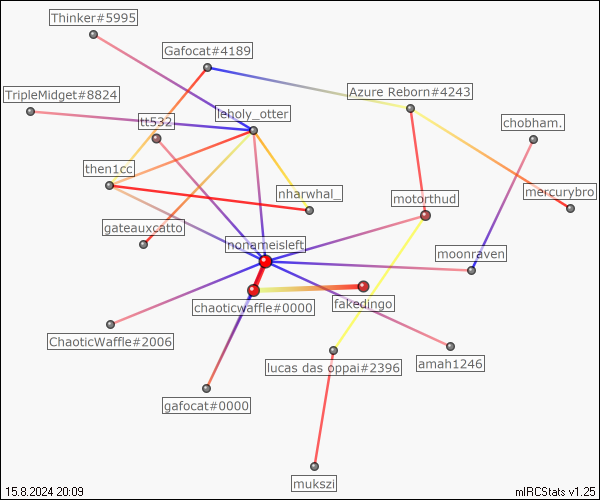 Thinker#5995
Gafocat#4189
TripleMidget#8824
Azure Reborn#4243
leholy_otter
tt532
chobham.
then1cc
nharwhal_
mercurybro
motorthud
gateauxcatto
nonameisleft
moonraven
chaoticwaffle#0000
fakedingo
ChaoticWaffle#2006
lucas das oppai#2396
amah1246
gafocat#0000
mukszi
15.8.2024 20:09
mIRCStats v1.25